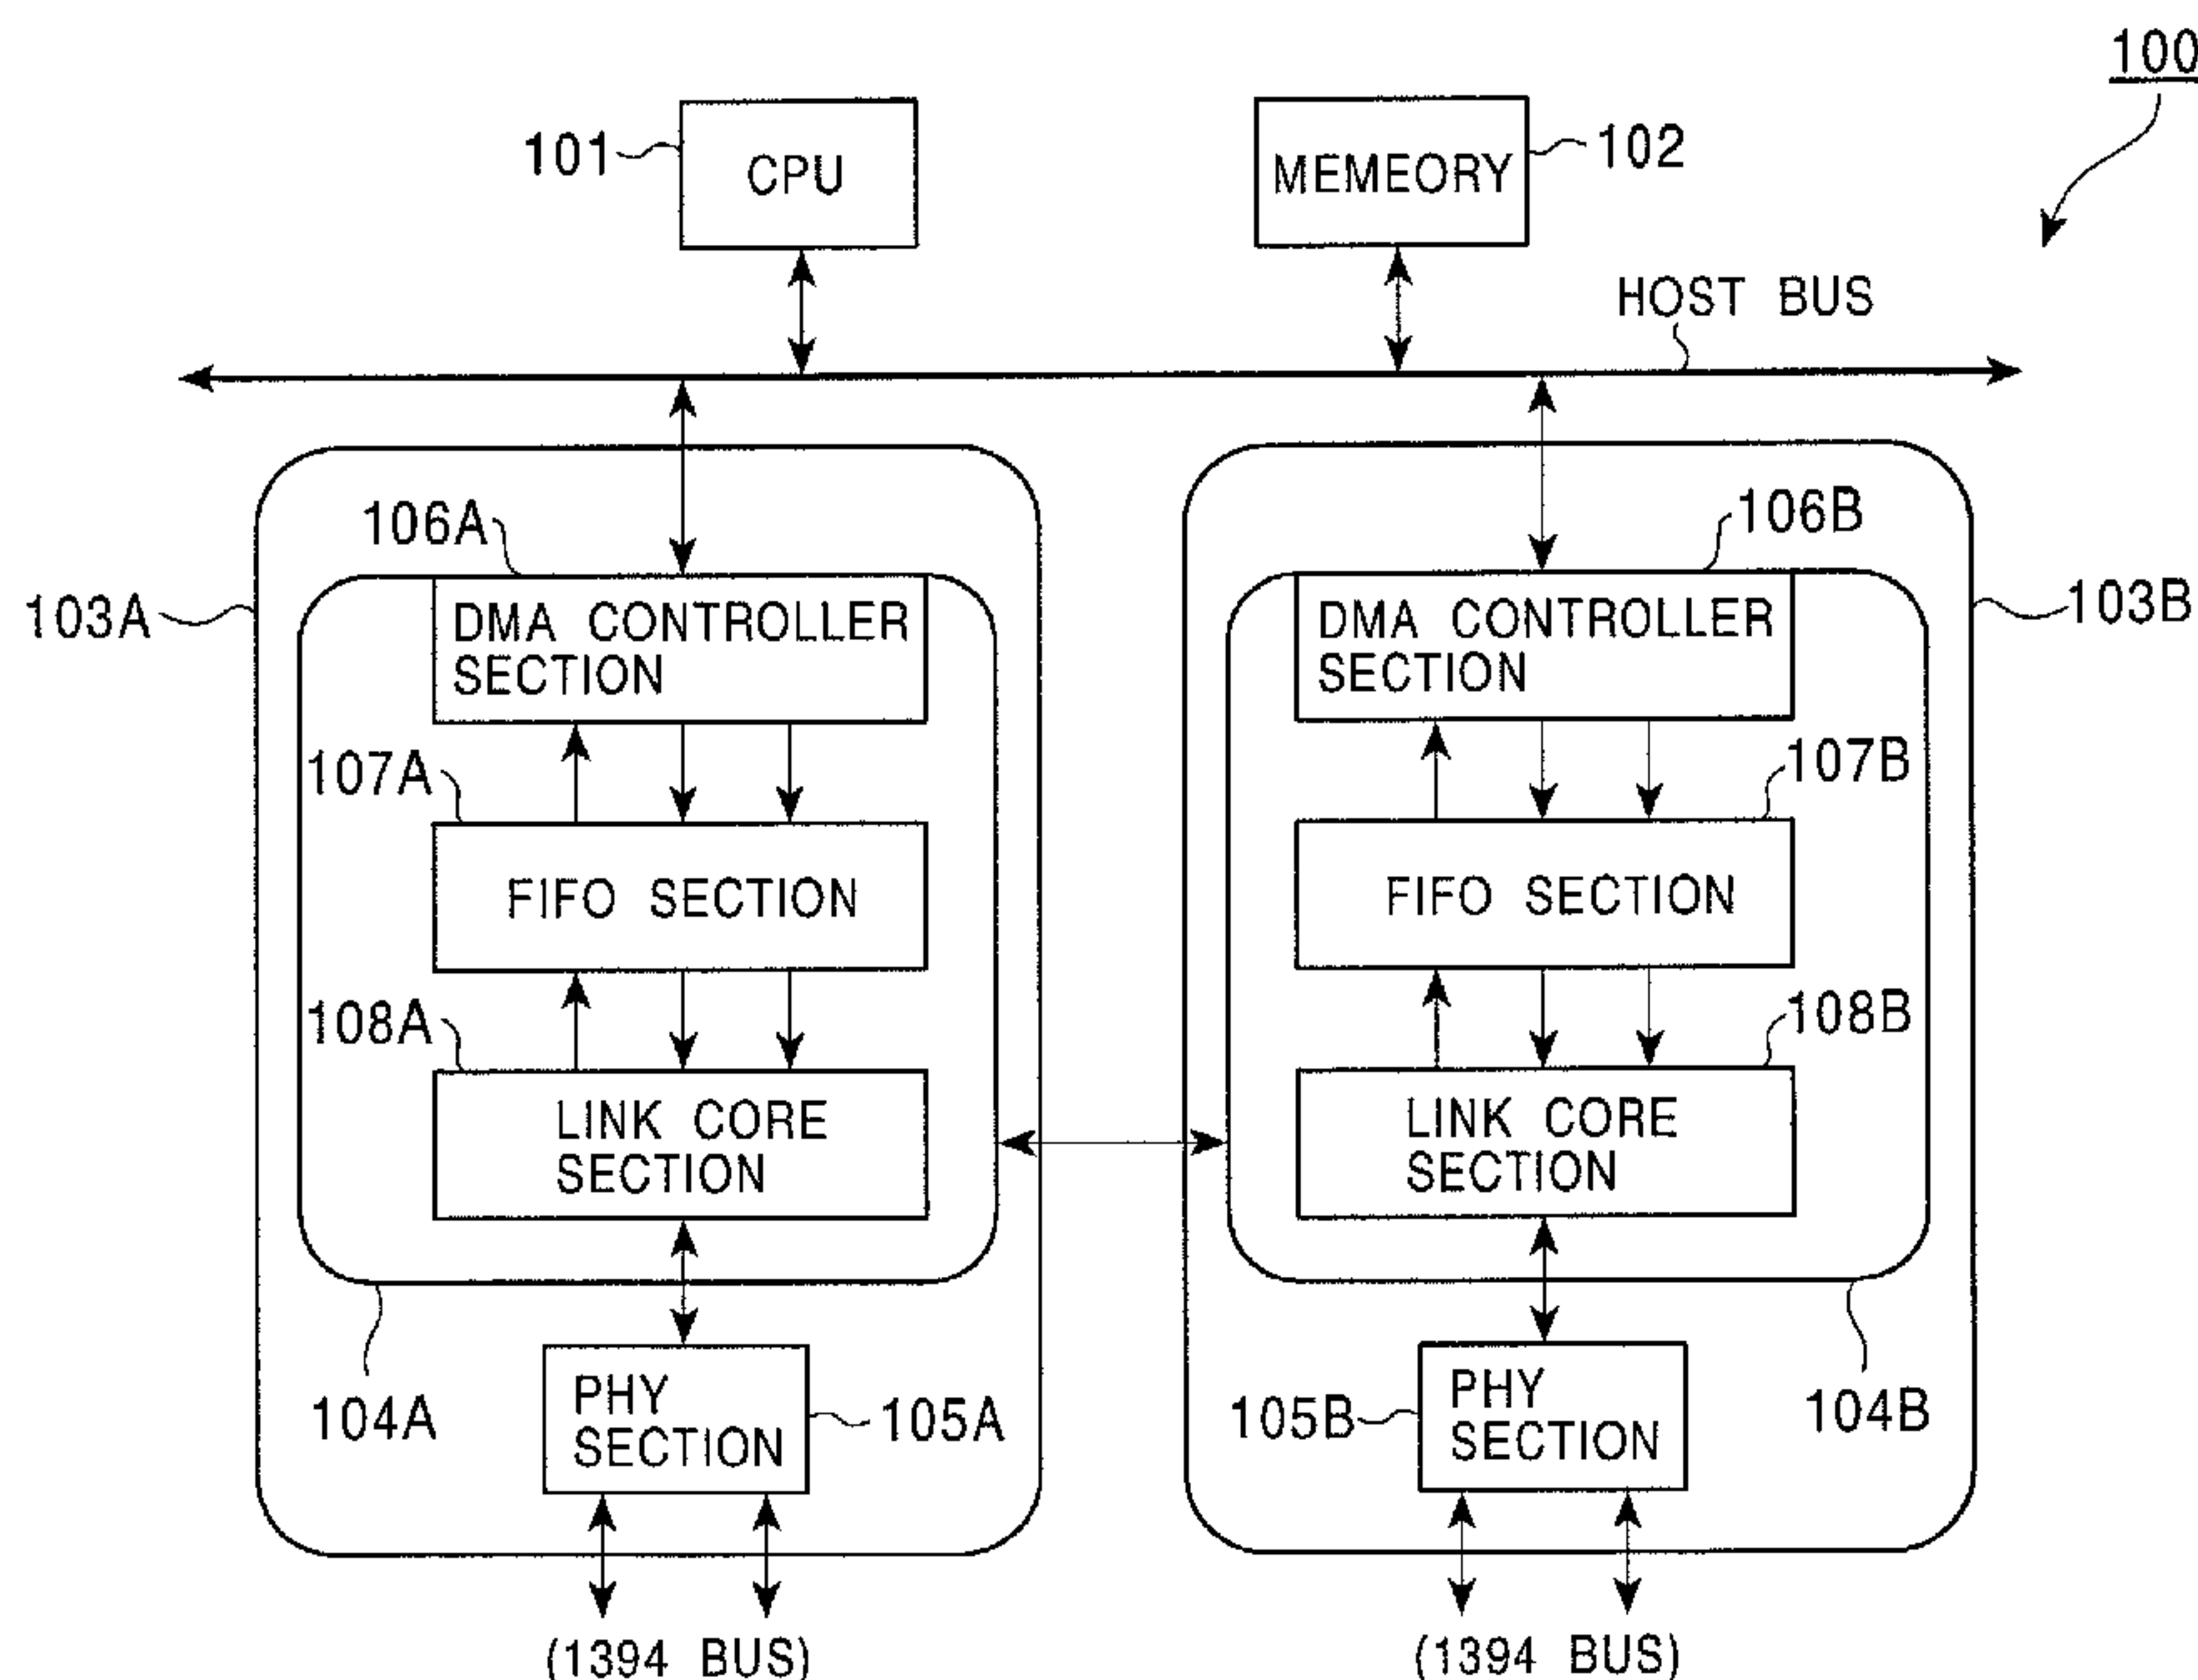 100
101
CPU
MEMEORY
102
HOST BUS
106A
106B
103A
DMA CONTROLLER
SECTION
DMA CONTROLLER
SECTION
103B
107A
107B
FIFO SECTION
FIFO SECTION
108A
108B
LINK CORE
SECTION
LINK CORE
SECTION
104A
PHY
SECTION
105A
105B
PHY
SECTION
104B
(1394 BUS)
(1394 BUS)